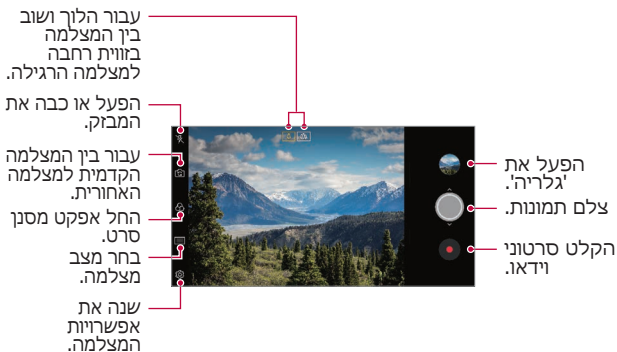 עבור הלוך ושוב
בין המצלמה
בזווית רחבה
למצלמה הרגילה.
הפעל או כבה את
המבזק.
עבור בין המצלמה
הקדמית למצלמה
האחורית.
החל אפקט מסנן
סרט.
בחר מצב
מצלמה.
שנה את
אפשרויות
המצלמה.
הפעל את
'גלריה'.
צלם תמונות.
הקלט סרטוני
וידאו.